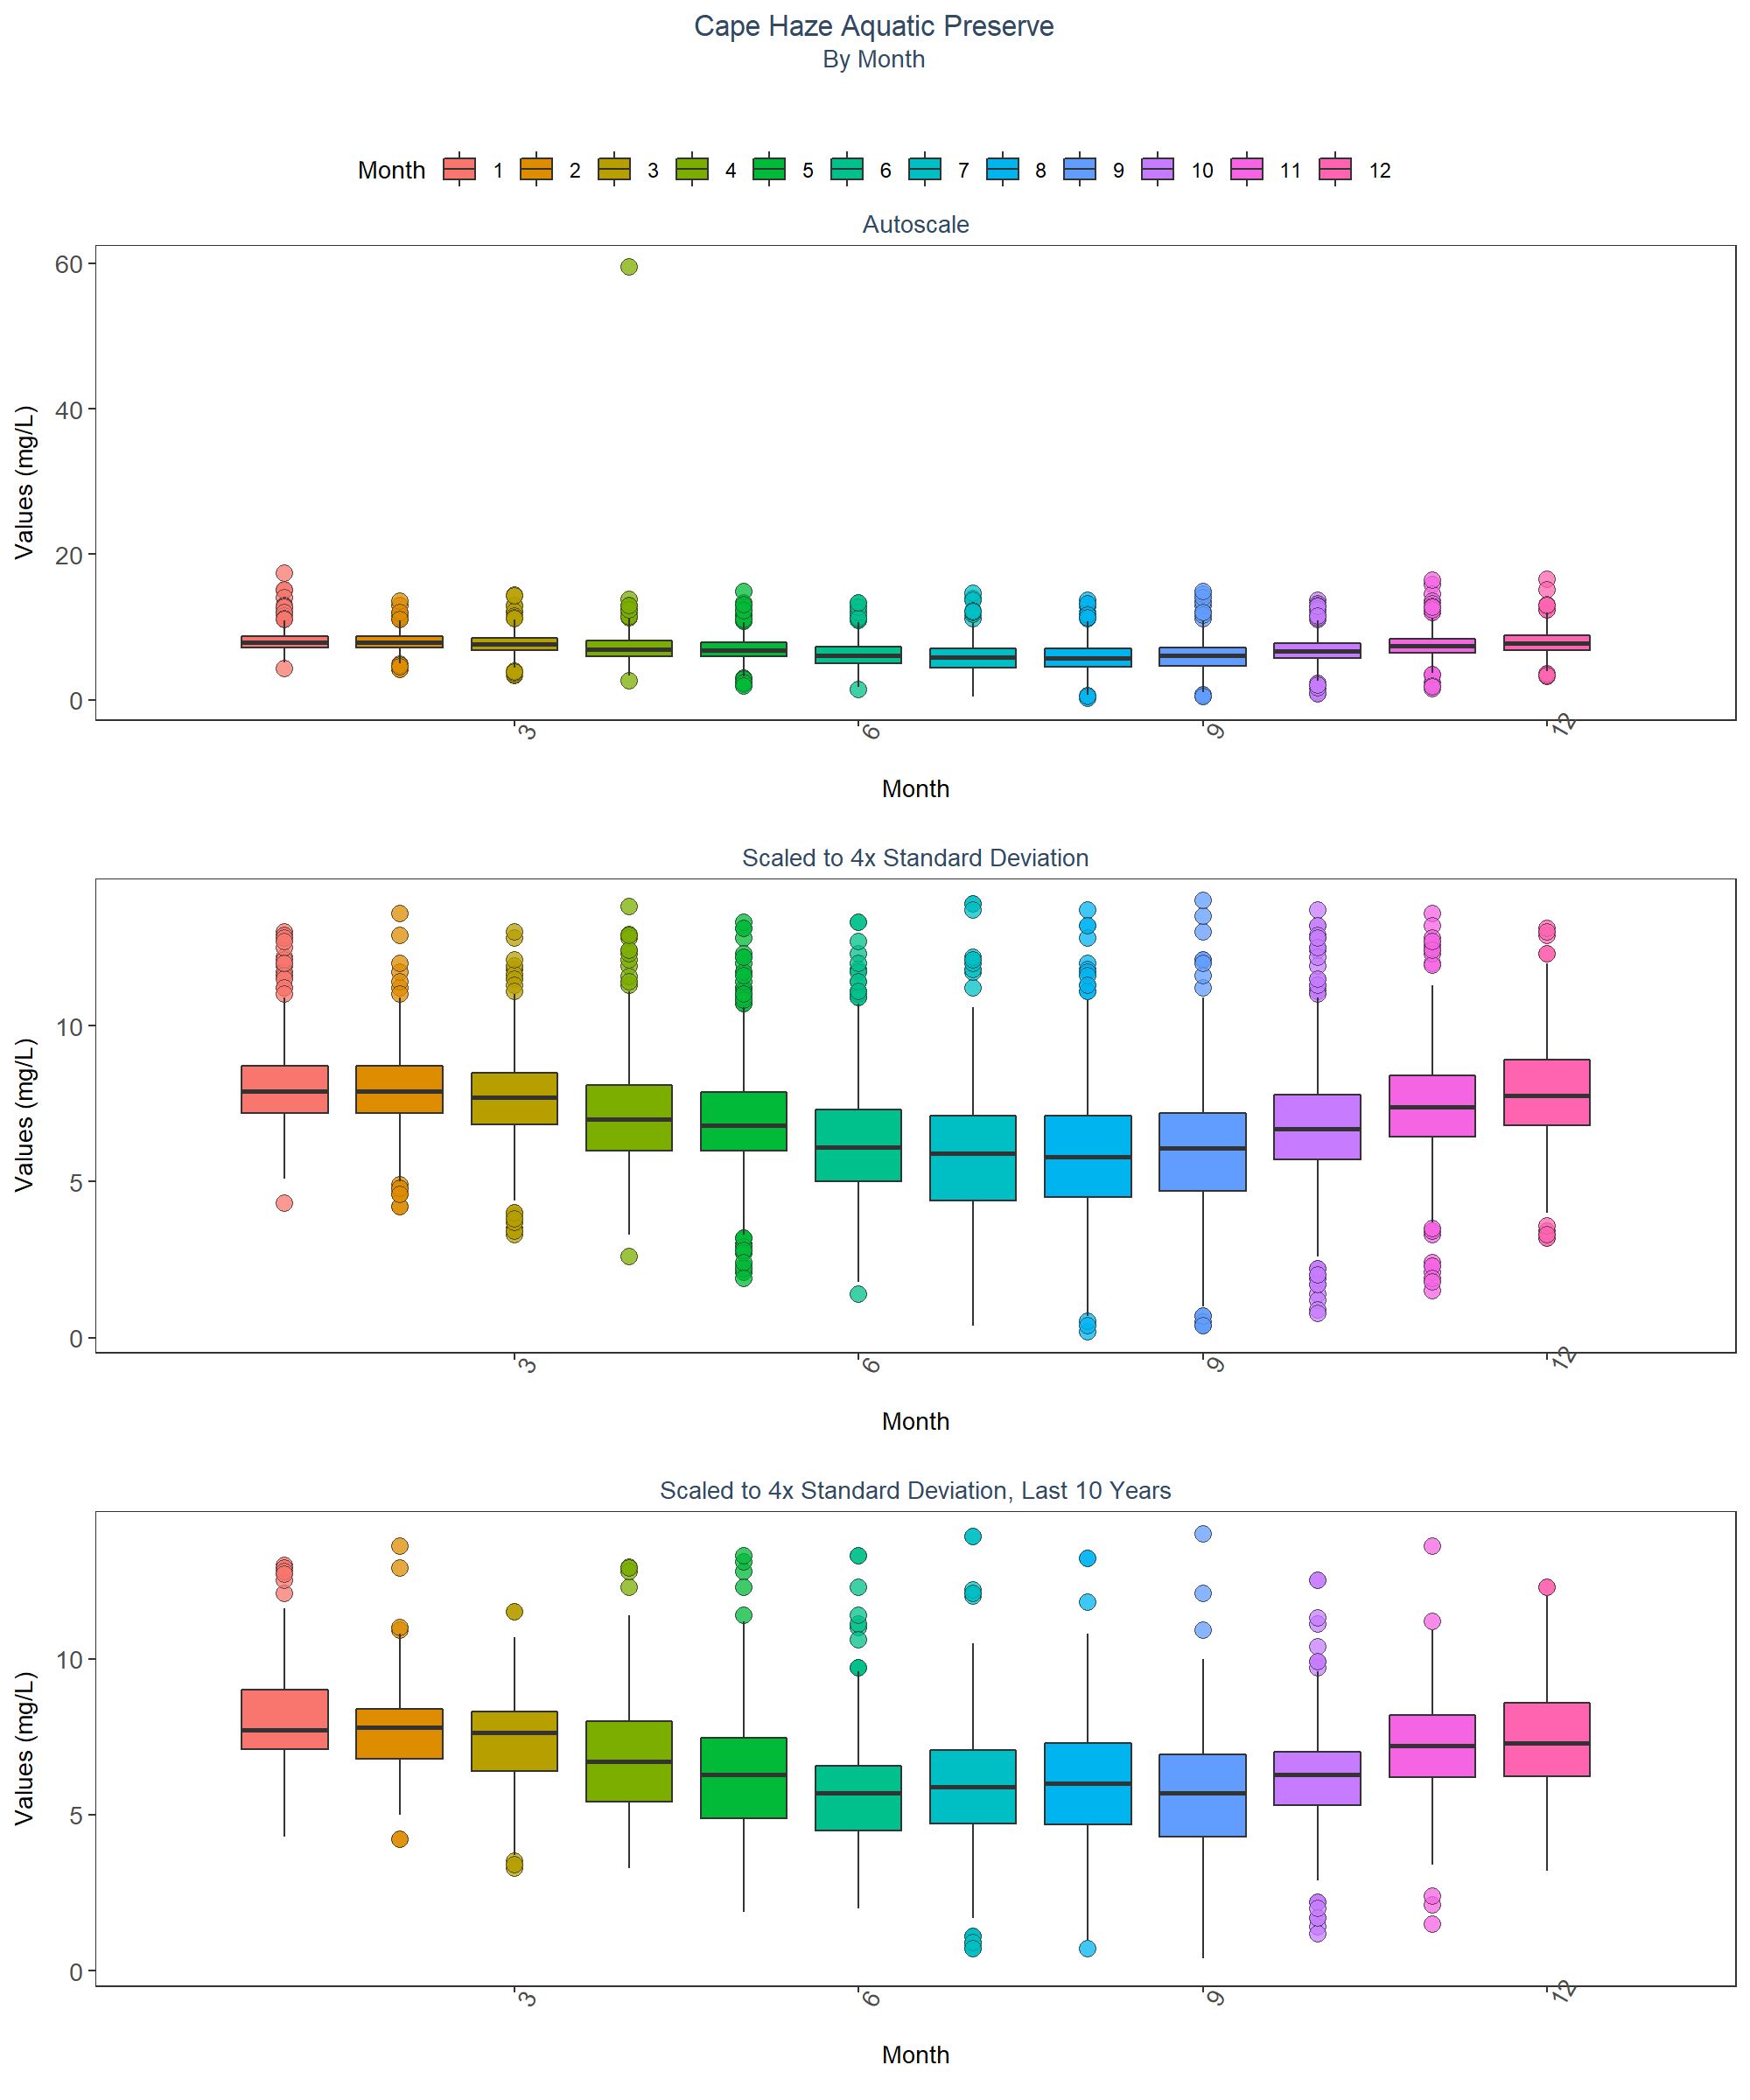 Cape Haze Aquatic Preserve
By Month
Month 1 2 3 4 5 6 7 8 9 10 11 12
Autoscale
60
40
20
0
Values (mg/L)
3 6 9 12
Month
Scaled to 4x Standard Deviation
10
5
0
Values (mg/L)
3 6 9 12
Month
Scaled to 4x Standard Deviation, Last 10 Years
10
5
0
Values (mg/L)
3 6 9 12
Month